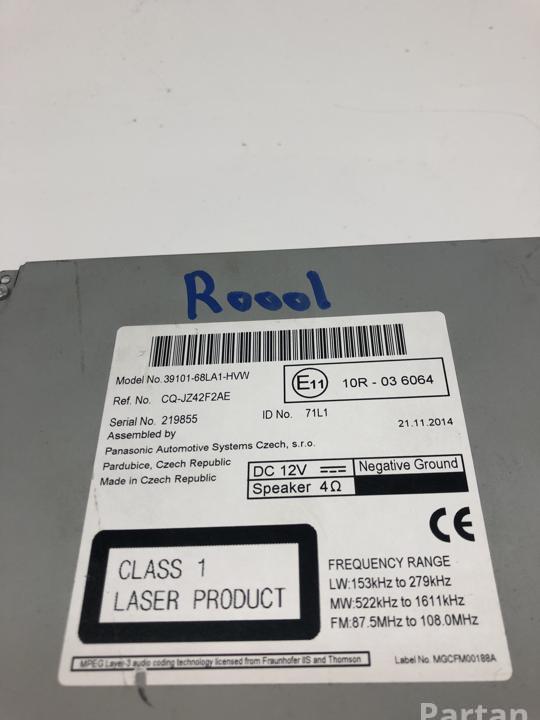 Roool
Model No. 39101-68LA1-HVW
Ref. No. CQ-JZ42F2AE
Serial No. 219855
ID No. 71L1
Assembled by
Panasonic Automotive Systems Czech, s.r.o.
Pardubice, Czech Republic
Made in Czech Republic
E11 10R - 03 6064
21.11.2014
DC 12V Negative Ground
Speaker 4Ω
CE
CLASS 1
LASER PRODUCT
FREQUENCY RANGE
LW:153kHz to 279kHz
MW:522kHz to 1611kHz
FM:87.5MHz to 108.0MHz
MPEG Layer-3 audio coding technology licensed from Fraunhofer IIS and Thomson
Label No. MGCFM00188A
Partan